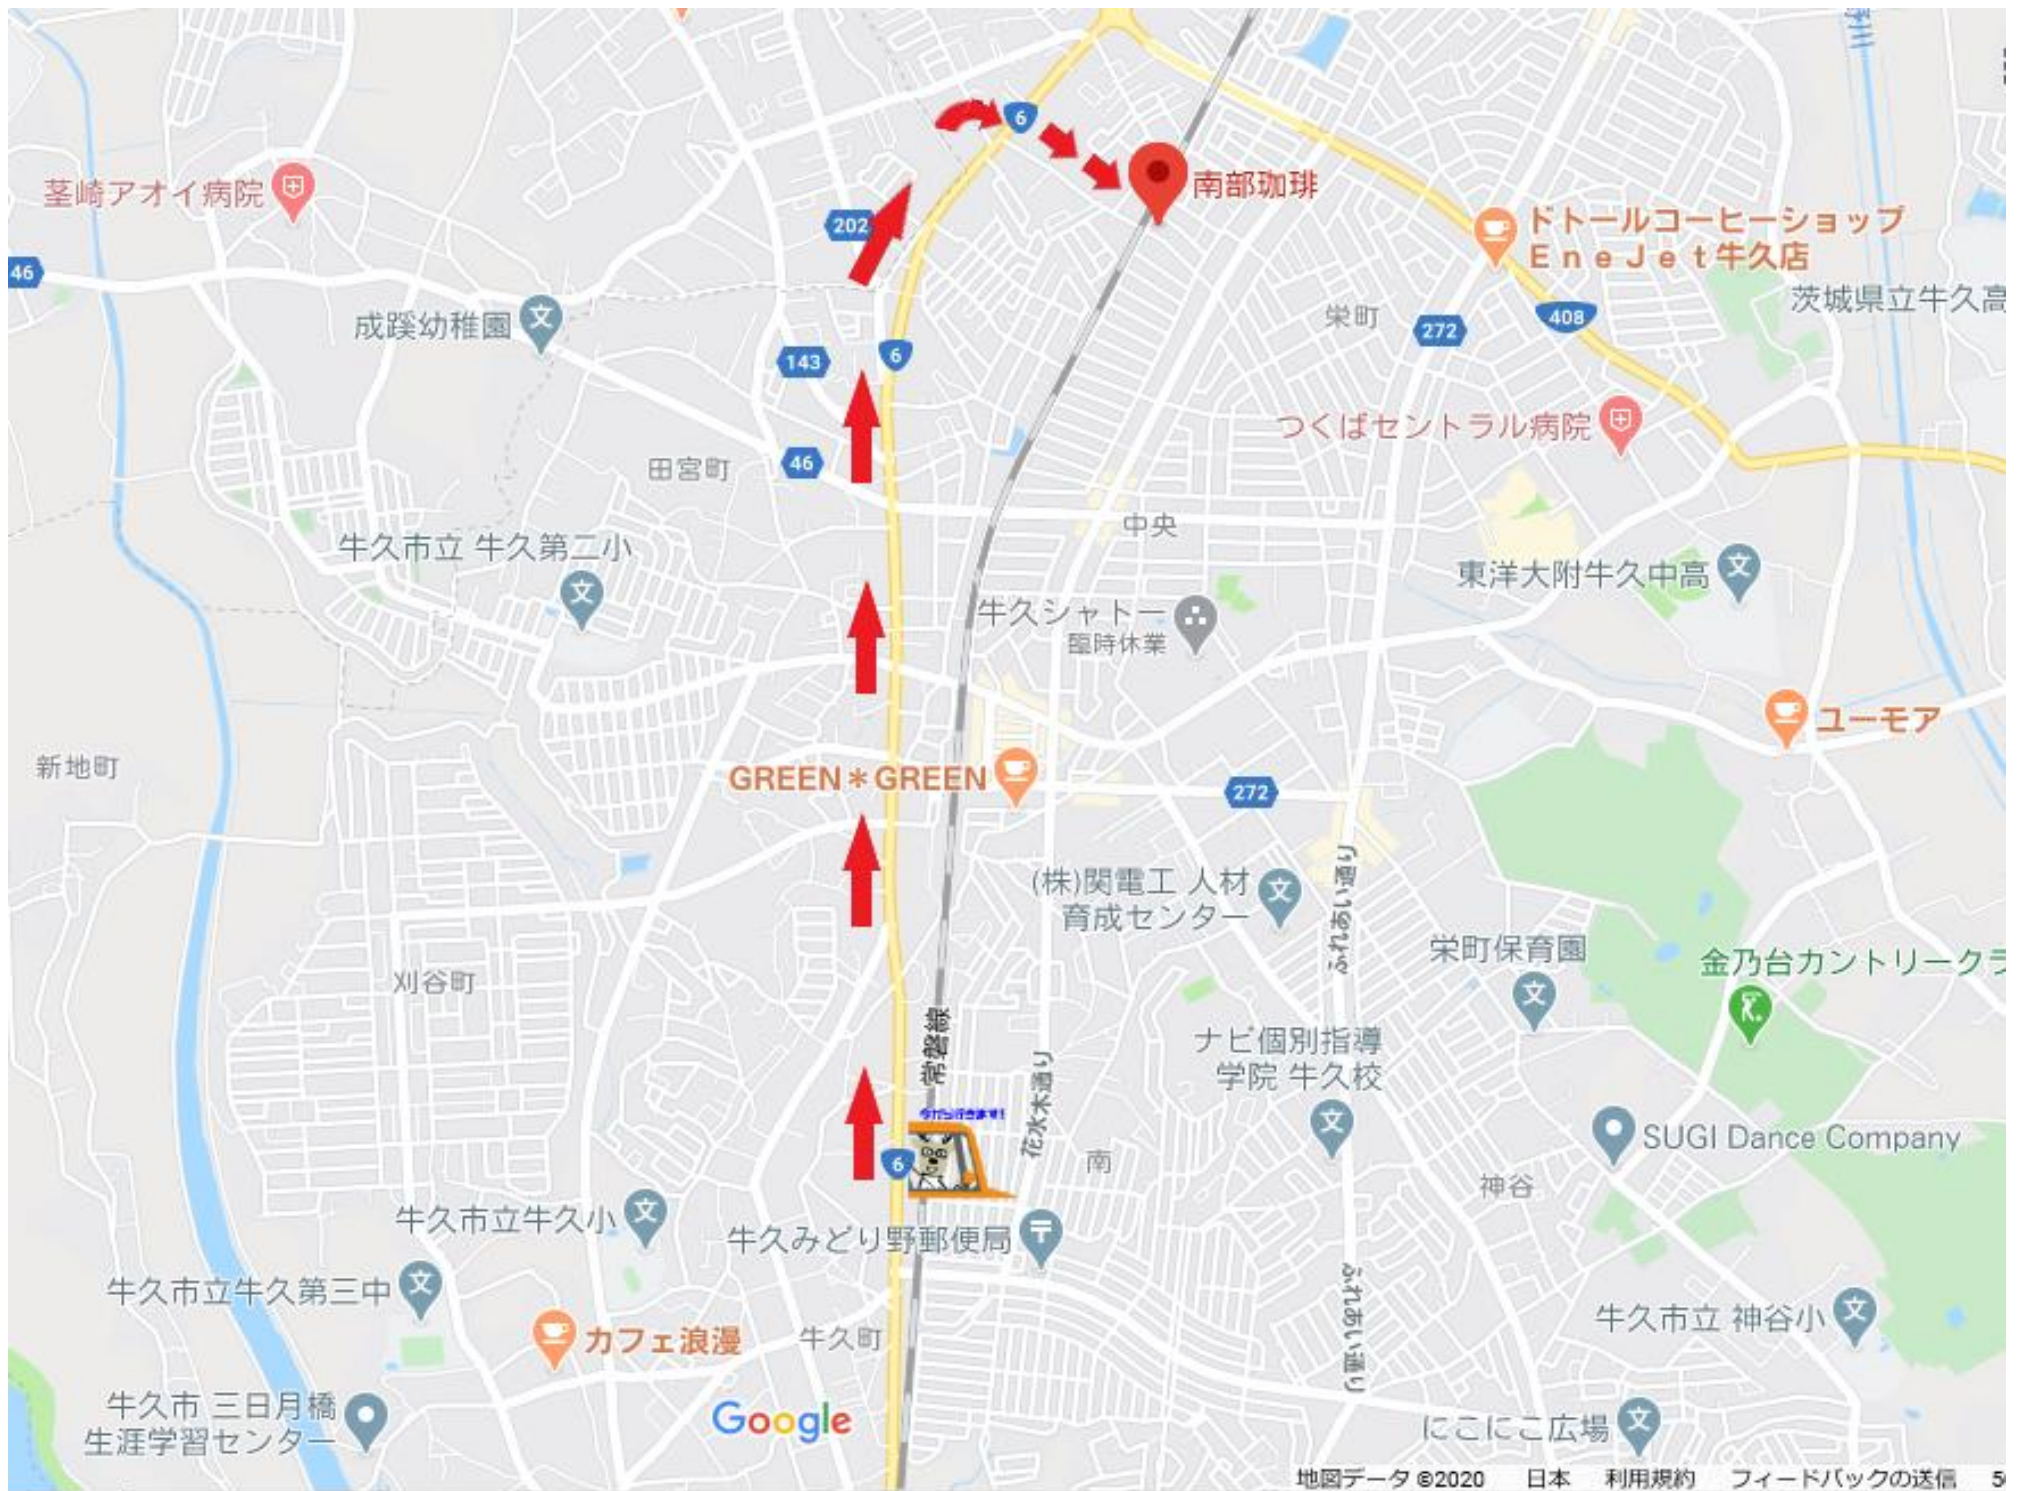 6
茎崎アオイ病院
南部珈琲
202
ドトールコーヒーショップ
EneJet牛久店
46
茨城県立牛久高
成蹊幼稚園
栄町
272
408
143
6
つくばセントラル病院
田宮町
46
中央
牛久市立 牛久第二小
東洋大附牛久中高
牛久シャトー
臨時休業
ユーモア
新地町
GREEN*GREEN
272
(株)関電工 人材
育成センター
ふれあい通り
栄町保育園
金乃台カントリークラ
刈谷町
常磐線
ナビ個別指導
学院 牛久校
花水木通り
今から行きます!
6
南
SUGI Dance Company
神谷
牛久市立牛久小
牛久みどり野郵便局
牛久市立牛久第三中
ふれあい通り
牛久市立 神谷小
カフェ浪漫
牛久町
牛久市 三日月橋
生涯学習センター
Google
にこにこ広場
地図データ ©2020 日本 利用規約 フィードバックの送信